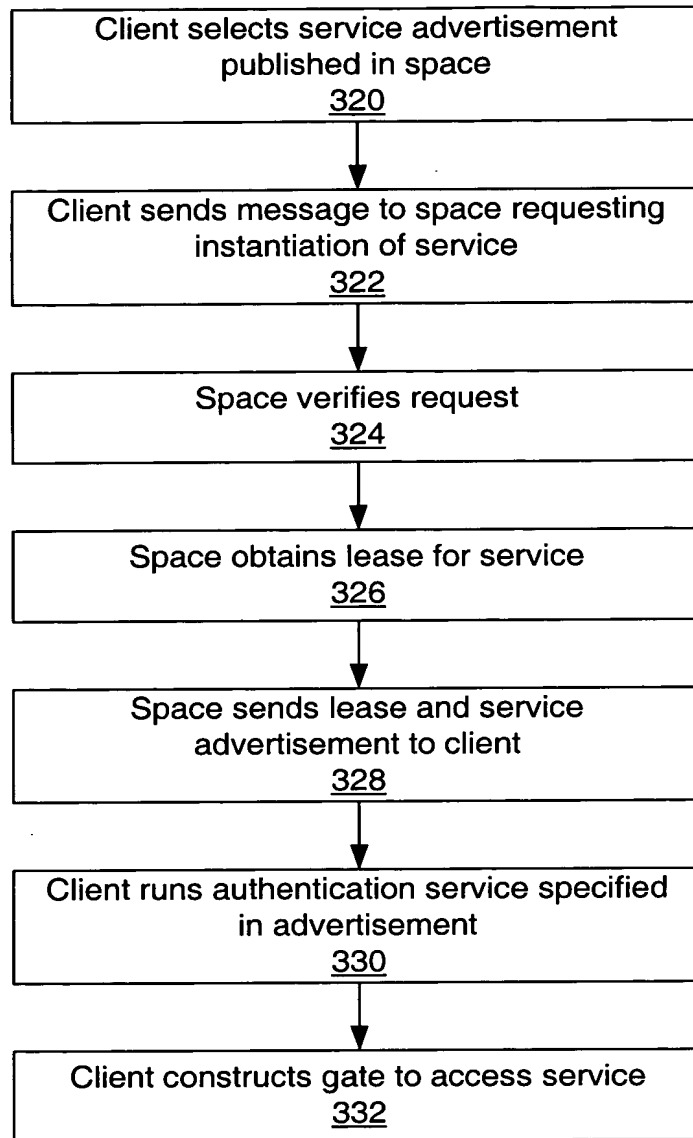 Client selects service advertisement
published in space
320
Client sends message to space requesting
instantiation of service
322
Space verifies request
324
Space obtains lease for service
326
Space sends lease and service
advertisement to client
328
Client runs authentication service specified
in advertisement
330
Client constructs gate to access service
332